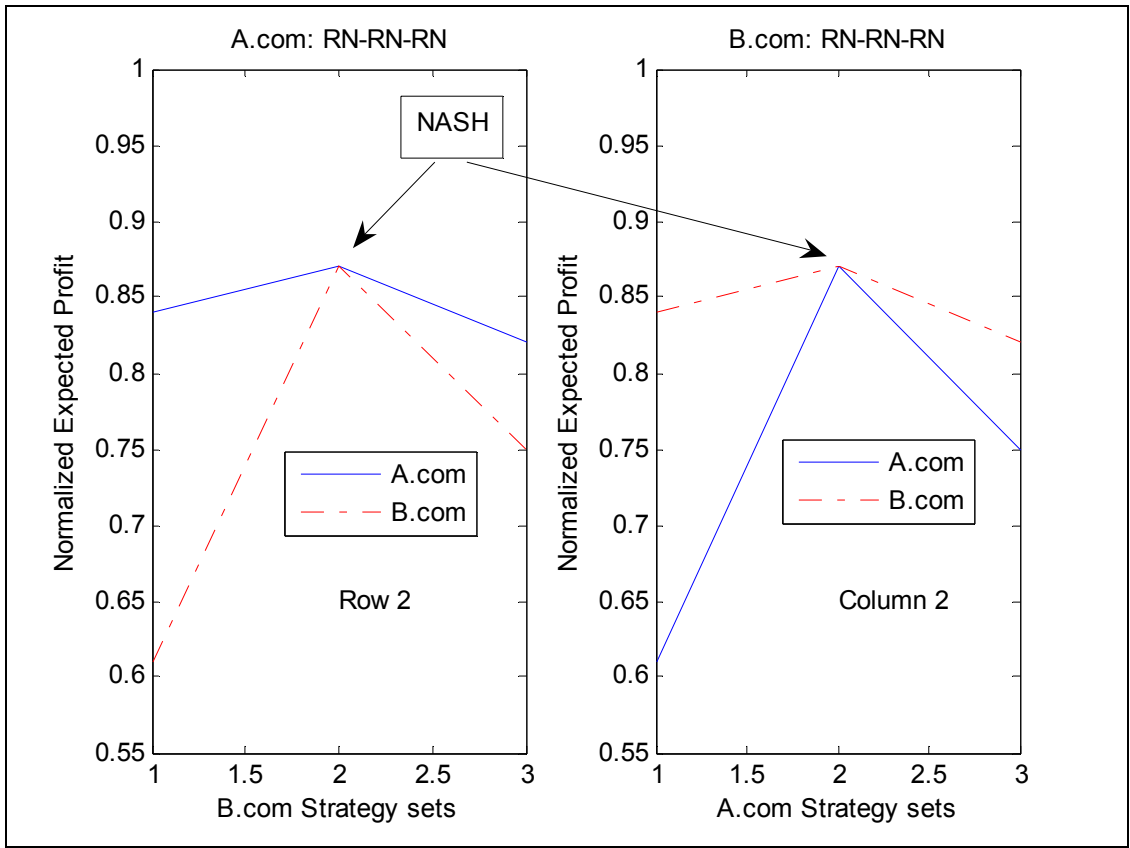 A.com: RN-RN-RN
B.com: RN-RN-RN
NASH
Normalized Expected Profit
1
0.95
0.9
0.85
0.8
0.75
0.7
0.65
0.6
0.55
A.com
B.com
Row 2
1 1.5 2 2.5 3
B.com Strategy sets
Normalized Expected Profit
1
0.95
0.9
0.85
0.8
0.75
0.7
0.65
0.6
0.55
A.com
B.com
Column 2
1 1.5 2 2.5 3
A.com Strategy sets